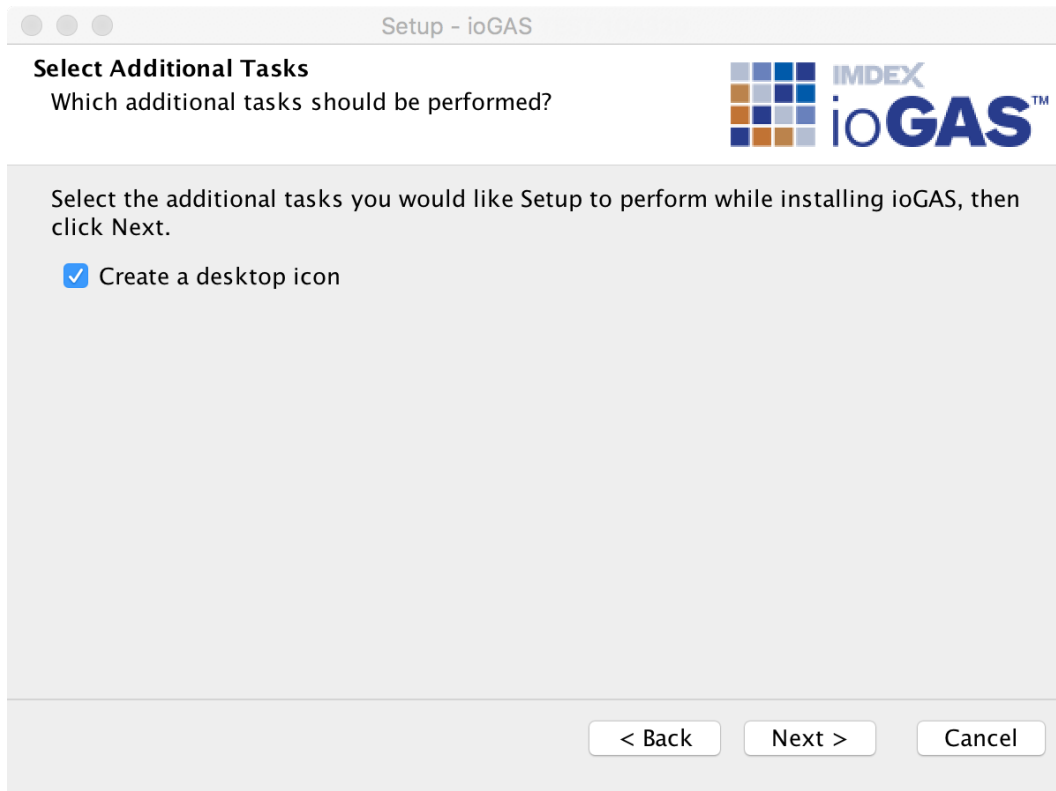 Setup - ioGAS
Select Additional Tasks
Which additional tasks should be performed?
IMDEX
ioGAS™
Select the additional tasks you would like Setup to perform while installing ioGAS, then
click Next.
Create a desktop icon
< Back
Next >
Cancel